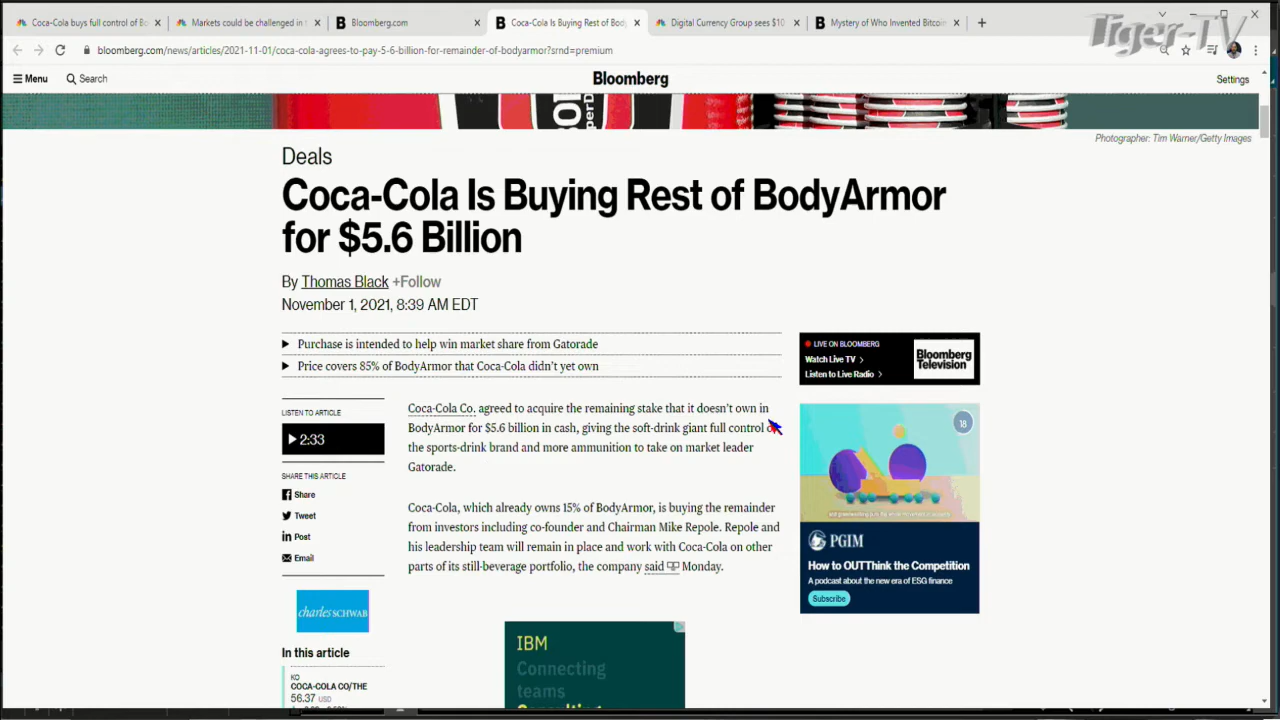 Coca-Cola buys full control of Bo
Markets could be challenged in t
Bloomberg.com
Coca-Cola Is Buying Rest of Body
Digital Currency Group sees $10
Mystery of Who Invented Bitcoin
Tiger-TV
bloomberg.com/news/articles/2021-11-01/coca-cola-agrees-to-pay-5-6-billion-for-remainder-of-bodyarmor?srnd=premium
Menu
Search
Bloomberg
Settings
Photographer: Tim Warner/Getty Images
Deals
Coca-Cola Is Buying Rest of BodyArmor
for $5.6 Billion
By Thomas Black +Follow
November 1, 2021, 8:39 AM EDT
Purchase is intended to help win market share from Gatorade
Price covers 85% of BodyArmor that Coca-Cola didn't yet own
LISTEN TO ARTICLE
2:33
SHARE THIS ARTICLE
Share
Tweet
Post
Email
charles SCHWAB
In this article
KO
COCA-COLA CO/THE
56.37 USD
Coca-Cola Co. agreed to acquire the remaining stake that it doesn't own in
BodyArmor for $5.6 billion in cash, giving the soft-drink giant full control
the sports-drink brand and more ammunition to take on market leader
Gatorade.
Coca-Cola, which already owns 15% of BodyArmor, is buying the remainder
from investors including co-founder and Chairman Mike Repole. Repole and
his leadership team will remain in place and work with Coca-Cola on other
parts of its still-beverage portfolio, the company said Monday.
IBM
Connecting
teams
Consulting
LIVE ON BLOOMBERG
Watch Live TV
Listen to Live Radio
Bloomberg
Television
18
PGIM
How to OUTThink the Competition
A podcast about the new era of ESG finance
Subscribe